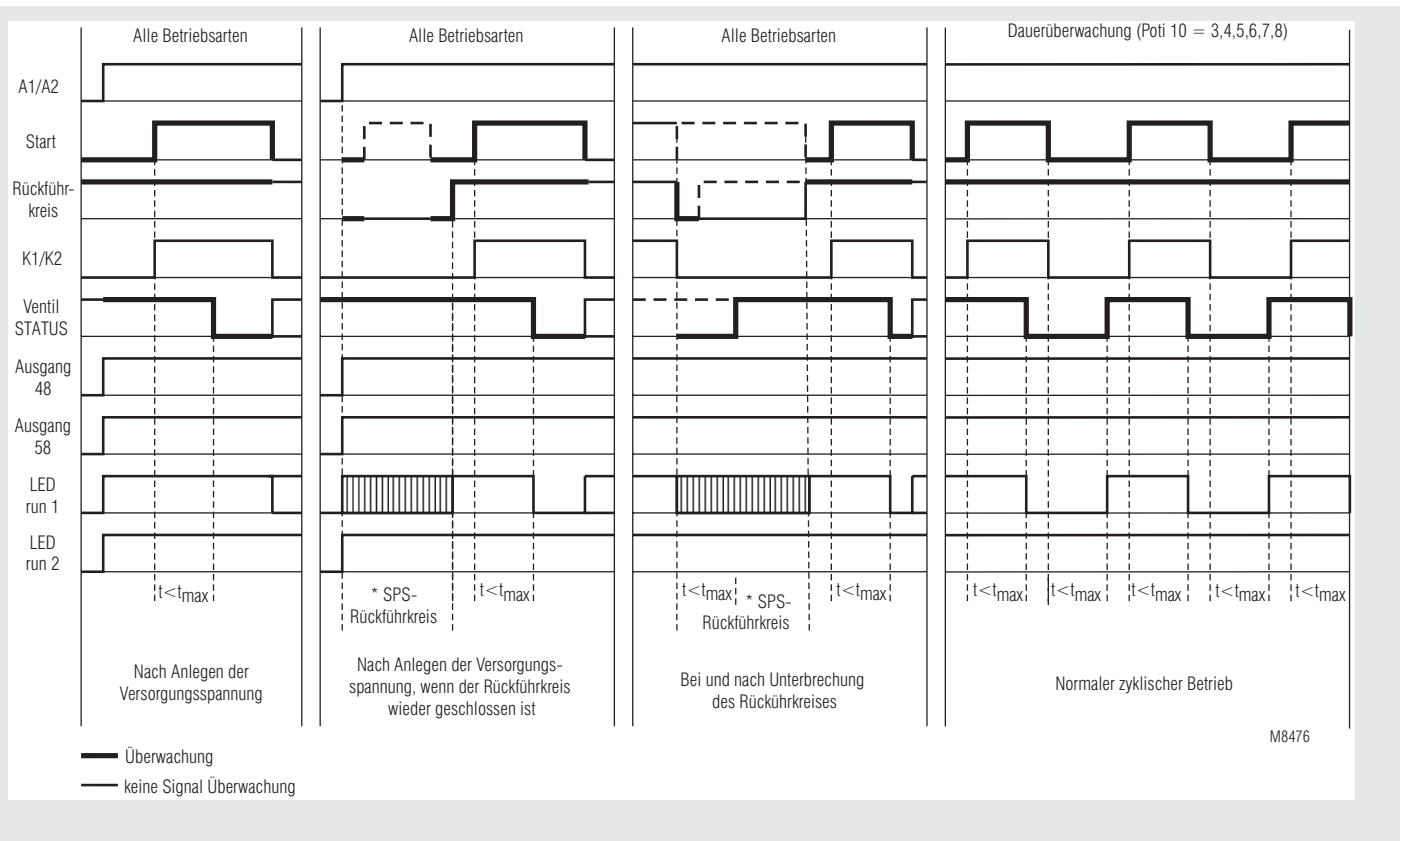 Alle Betriebsarten
Alle Betriebsarten
Alle Betriebsarten
Dauerüberwachung (Poti 10 = 3,4,5,6,7,8)
A1/A2
Start
Rückführ-
kreis
K1/K2
Ventil
STATUS
Ausgang
48
Ausgang
58
LED
run 1
LED
run 2
t<tmax
* SPS-
Rückführkreis
t<tmax
t<tmax
* SPS-
Rückführkreis
t<tmax
t<tmax
t<tmax
t<tmax
t<tmax
t<tmax
Nach Anlegen der
Versorgungsspannung
Nach Anlegen der Versorgungs-
spannung, wenn der Rückführkreis
wieder geschlossen ist
Bei und nach Unterbrechung
des Rückührkreises
Normaler zyklischer Betrieb
M8476
Überwachung
keine Signal Überwachung